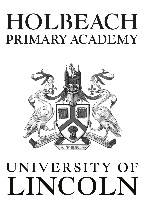 HOLBEACH
PRIMARY ACADEMY
UNIVERSITY OF
LINCOLN